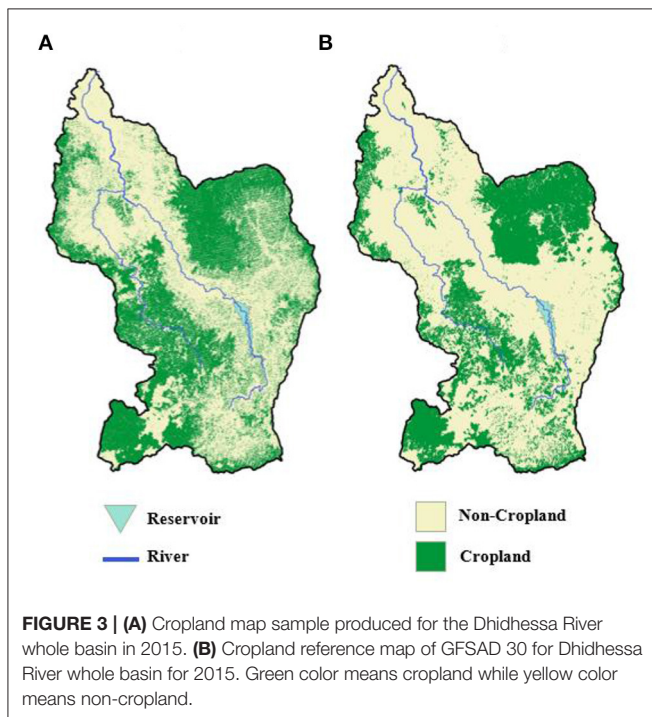 A
B
Reservoir
River
Non-Cropland
Cropland
FIGURE 3 | (A) Cropland map sample produced for the Dhidhessa River
whole basin in 2015. (B) Cropland reference map of GFSAD 30 for Dhidhessa
River whole basin for 2015. Green color means cropland while yellow color
means non-cropland.